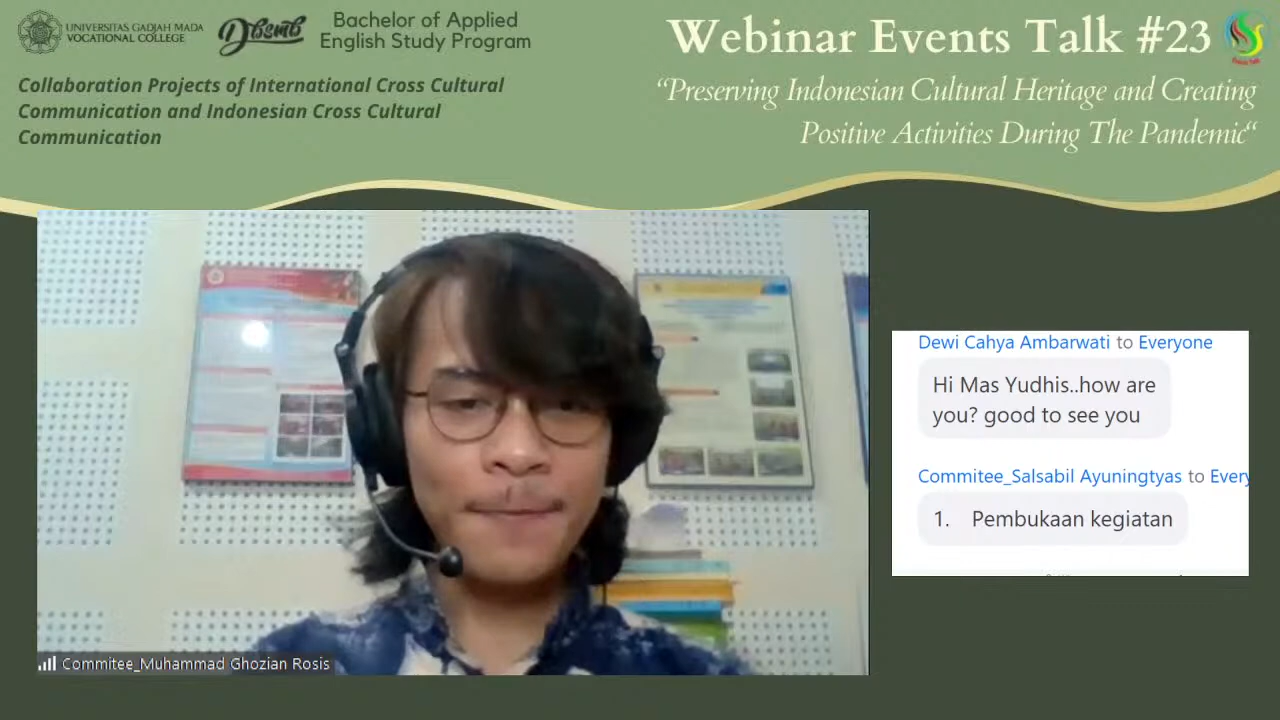 UNIVERSITAS GADJAH MADA
VOCATIONAL COLLEGE
Dbsmb
Bachelor of Applied
English Study Program
Collaboration Projects of International Cross Cultural
Communication and Indonesian Cross Cultural
Communication
Webinar Events Talk #23
“Preserving Indonesian Cultural Heritage and Creating
Positive Activities During The Pandemic“
Dewi Cahya Ambarwati to Everyone
Hi Mas Yudhis..how are
you? good to see you
Commitee_Salsabil Ayuningtyas to Every
1. Pembukaan kegiatan
Commitee_Muhammad Ghozian Rosis